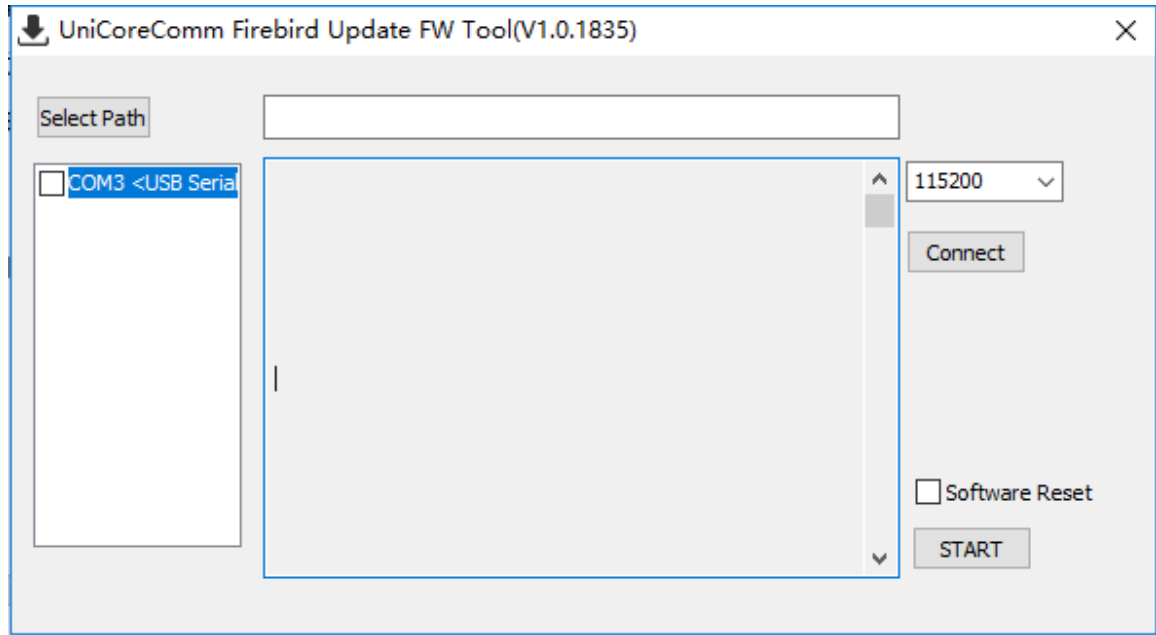 UniCoreComm Firebird Update FW Tool(V1.0.1835)
Select Path
COM3 <USB Serial
115200
Connect
Software Reset
START